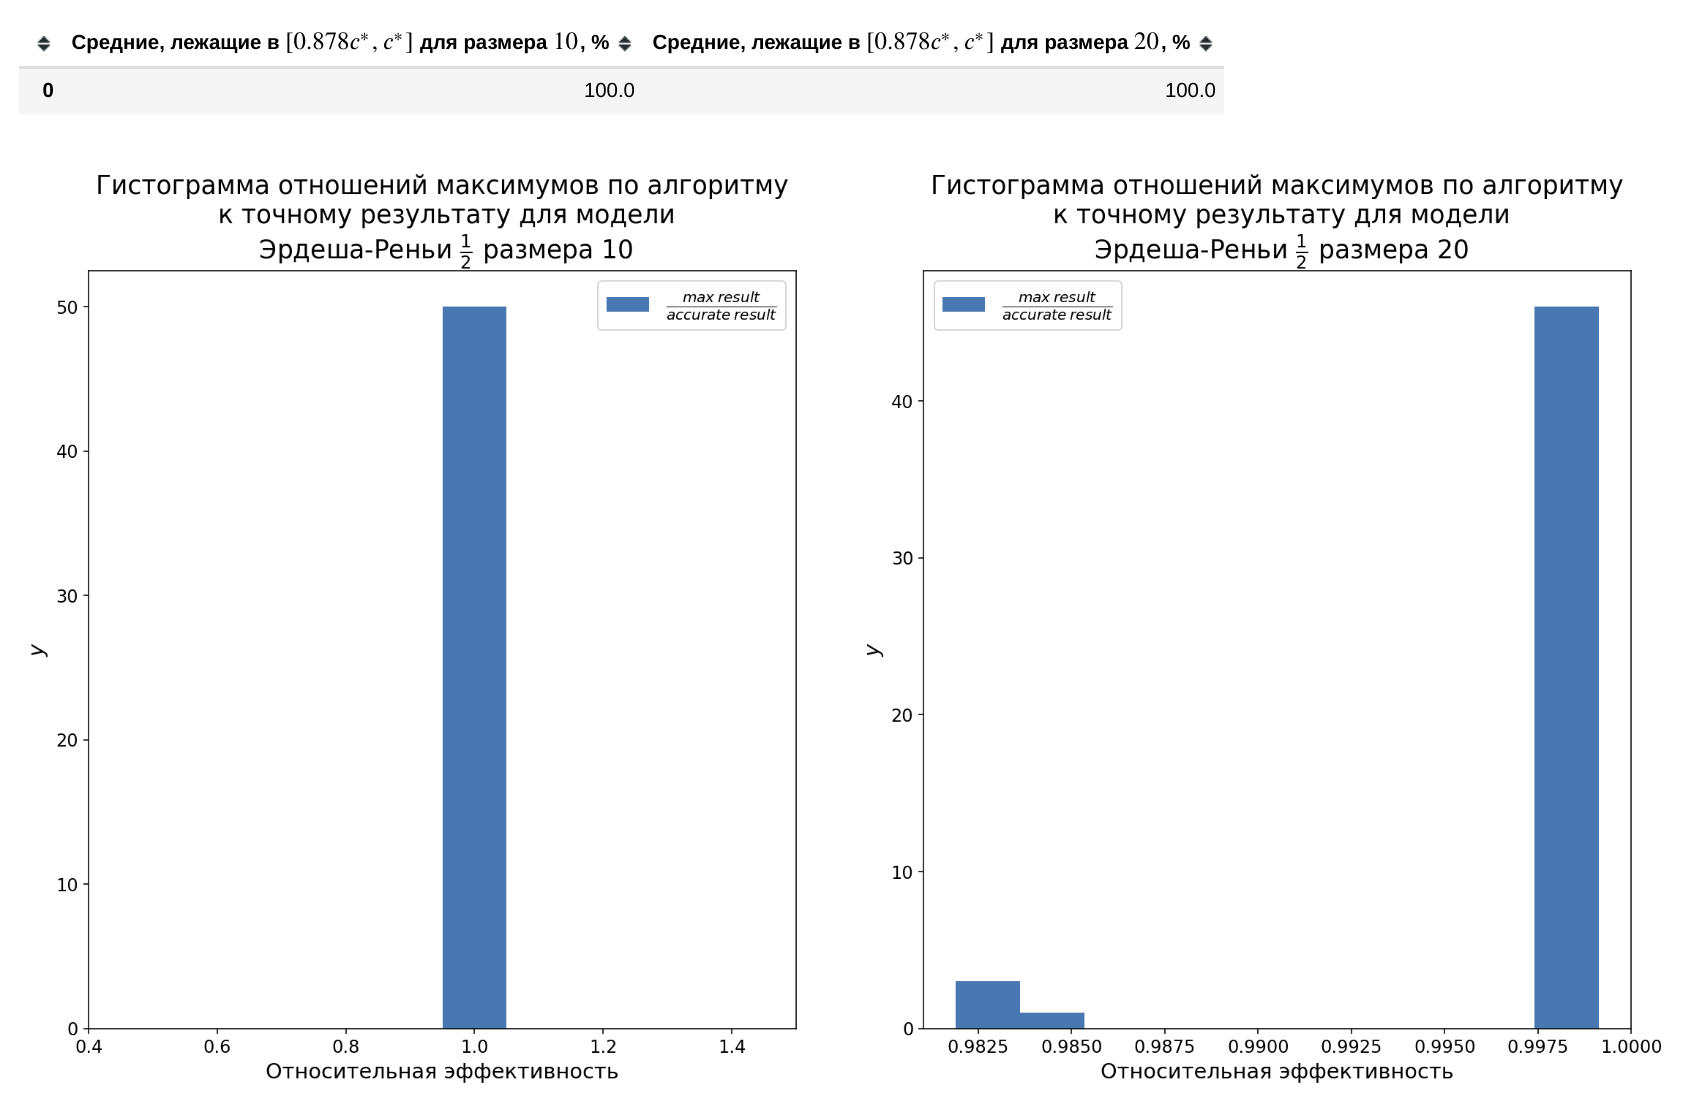 Средние, лежащие в [0.878c*, c*] для размера 10, % Средние, лежащие в [0.878c*, c*] для размера 20, %
0 100.0 100.0
Гистограмма отношений максимумов по алгоритму
к точному результату для модели
Эрдеша-Реньи 1/2 размера 10
max result
accurate result
50
40
30
20
10
0
y
0.4 0.6 0.8 1.0 1.2 1.4
Относительная эффективность
Гистограмма отношений максимумов по алгоритму
к точному результату для модели
Эрдеша-Реньи 1/2 размера 20
max result
accurate result
40
30
20
10
0
y
0.9825 0.9850 0.9875 0.9900 0.9925 0.9950 0.9975 1.0000
Относительная эффективность